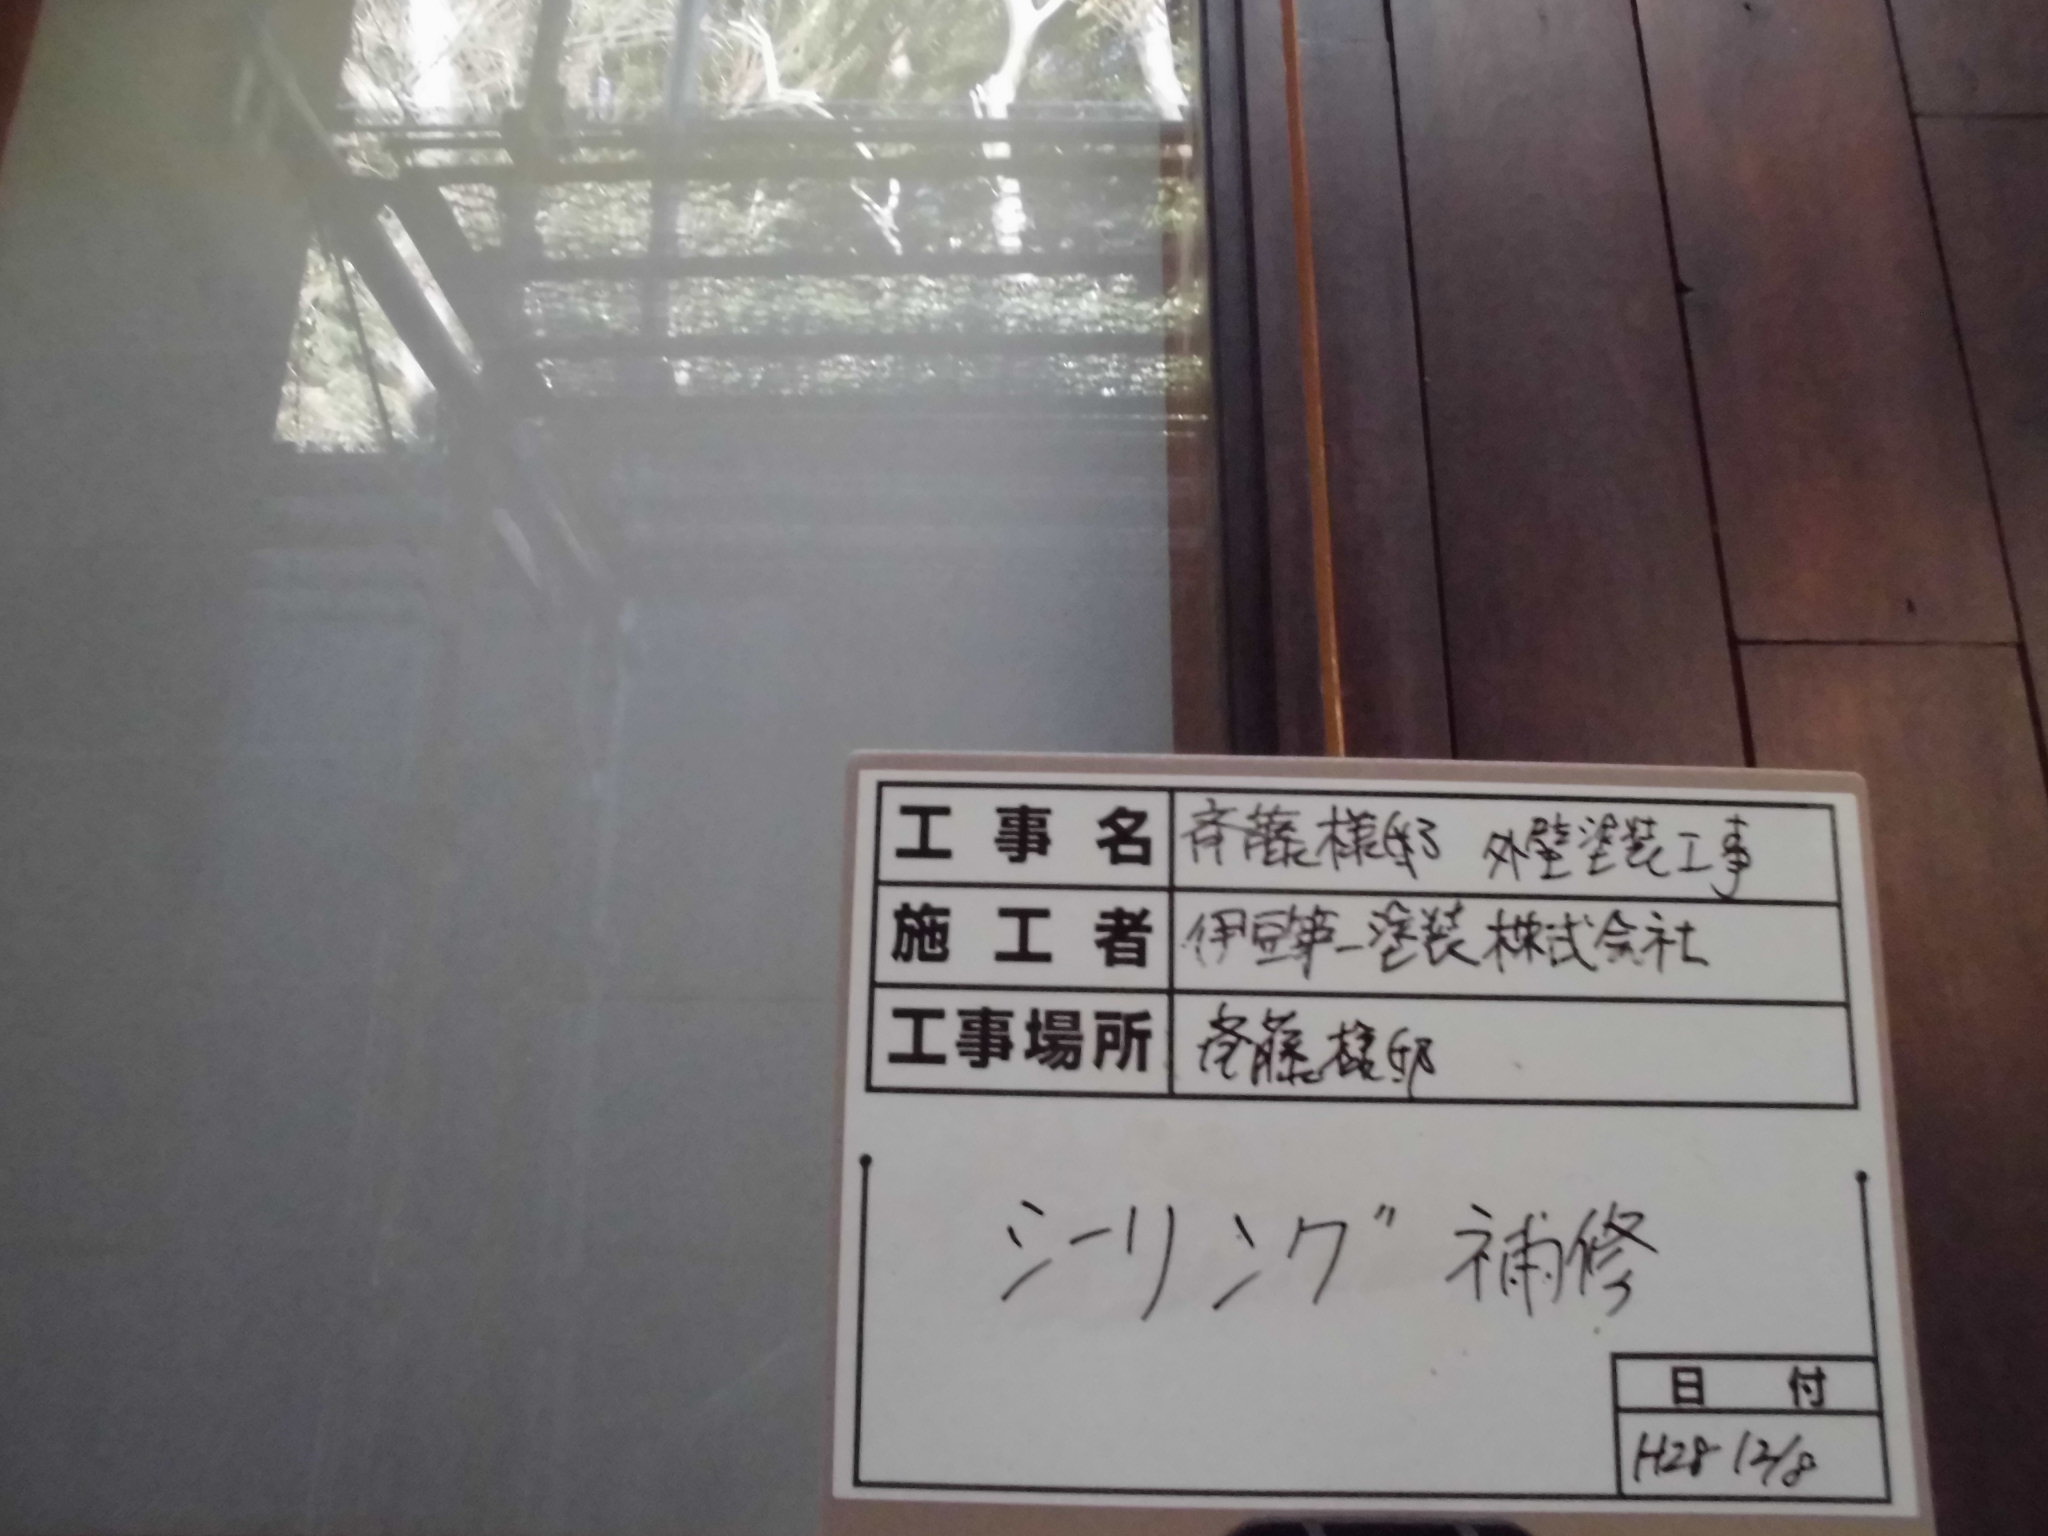 工事名 斉藤様邸 外壁塗装工事
施工者 伊豆第一塗装株式会社
工事場所 斉藤様邸
シーリング補修
日付
H28 12/8